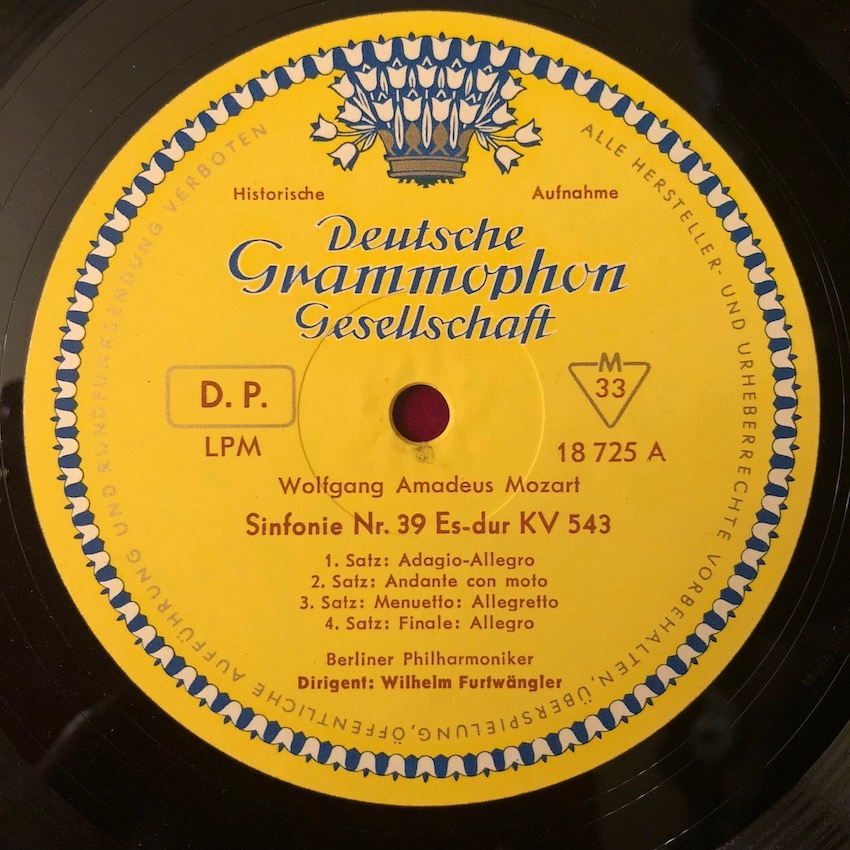 Historische Aufnahme
Deutsche
Grammophon
Gesellschaft
D. P.
M
33
LPM
18 725 A
Wolfgang Amadeus Mozart
Sinfonie Nr. 39 Es-dur KV 543
1. Satz: Adagio-Allegro
2. Satz: Andante con moto
3. Satz: Menuetto: Allegretto
4. Satz: Finale: Allegro
Berliner Philharmoniker
Dirigent: Wilhelm Furtwängler
ALLE HERSTELLER- UND URHEBERRECHTE VORBEHALTEN, ÜBERSPIELUNG, ÖFFENTLICHE AUFFÜHRUNG UND RUNDFUNKSENDUNG VERBOTEN